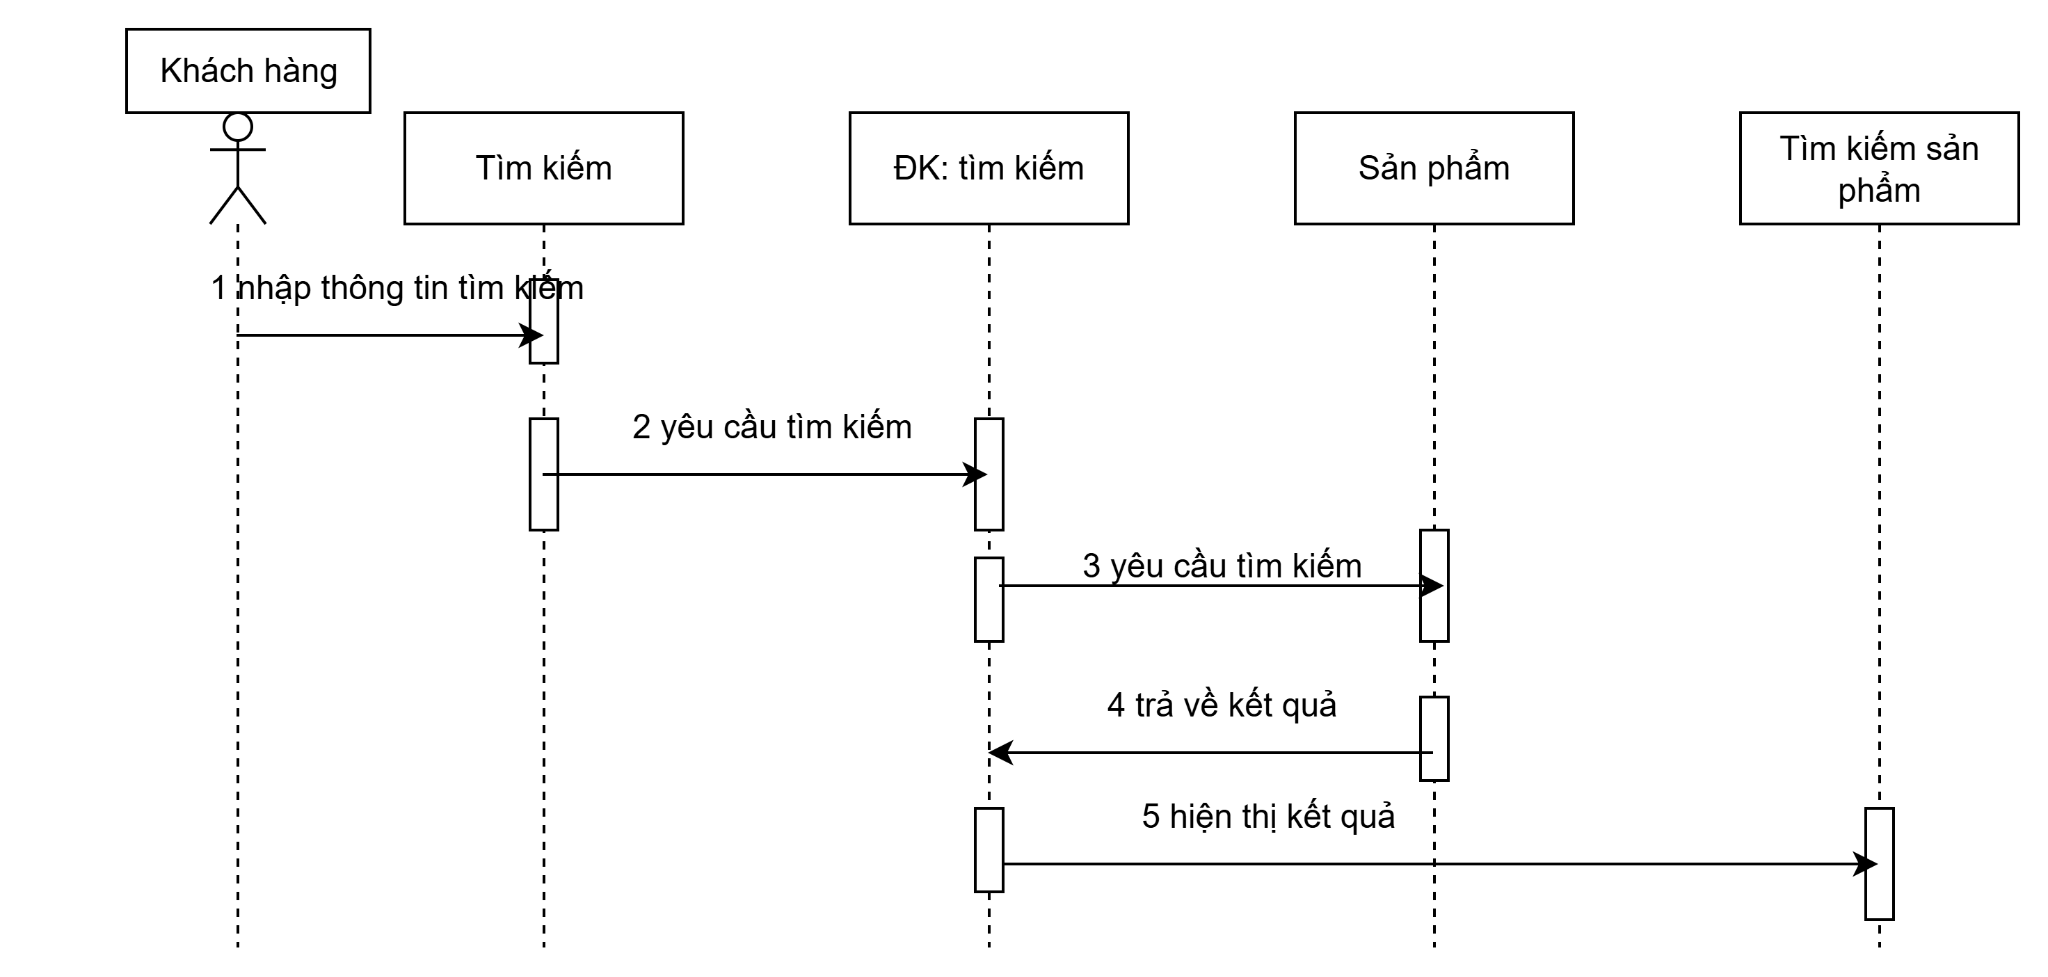 Khách hàng
Tìm kiếm
ĐK: tìm kiếm
Sản phẩm
Tìm kiếm sản
phẩm
1 nhập thông tin tìm kiếm
2 yêu cầu tìm kiếm
3 yêu cầu tìm kiếm
4 trả về kết quả
5 hiện thị kết quả